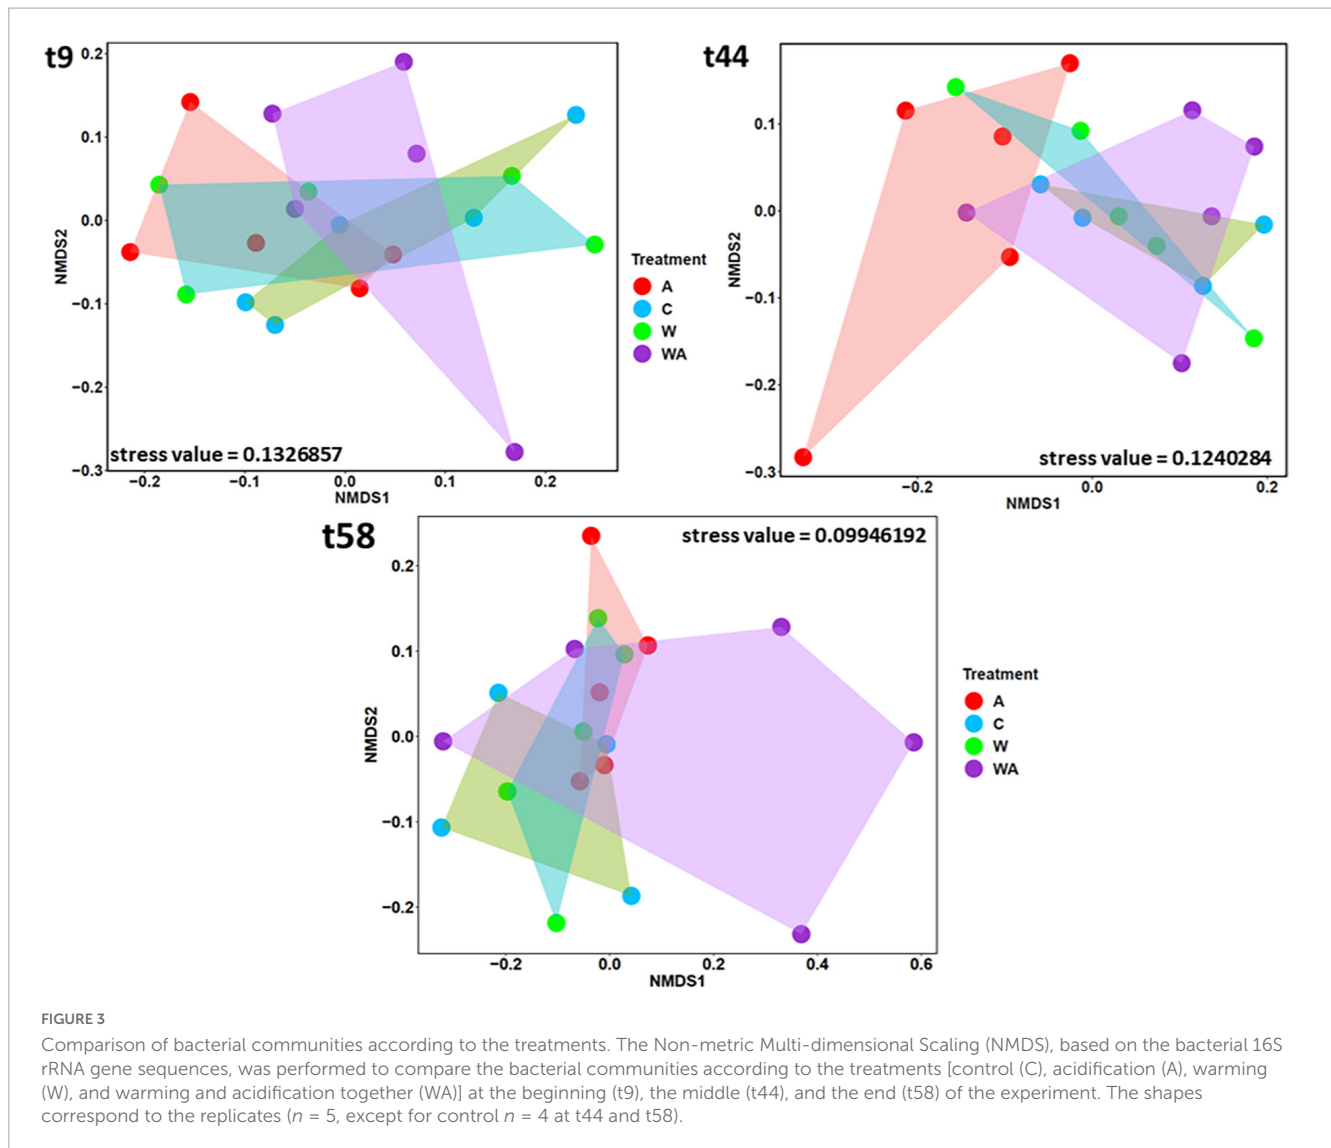 t9
0.2
0.1
0.0
−0.1
−0.2
−0.3
NMDS2
−0.2
−0.1
0.0
0.1
0.2
NMDS1
stress value = 0.1326857
Treatment
A
C
W
WA
t44
0.1
0.0
−0.1
−0.2
−0.3
NMDS2
−0.2
0.0
0.2
NMDS1
stress value = 0.1240284
t58
stress value = 0.09946192
0.2
0.1
0.0
−0.1
−0.2
NMDS2
−0.2
0.0
0.2
0.4
0.6
NMDS1
Treatment
A
C
W
WA
FIGURE 3
Comparison of bacterial communities according to the treatments. The Non-metric Multi-dimensional Scaling (NMDS), based on the bacterial 16S
rRNA gene sequences, was performed to compare the bacterial communities according to the treatments [control (C), acidification (A), warming
(W), and warming and acidification together (WA)] at the beginning (t9), the middle (t44), and the end (t58) of the experiment. The shapes
correspond to the replicates (n = 5, except for control n = 4 at t44 and t58).